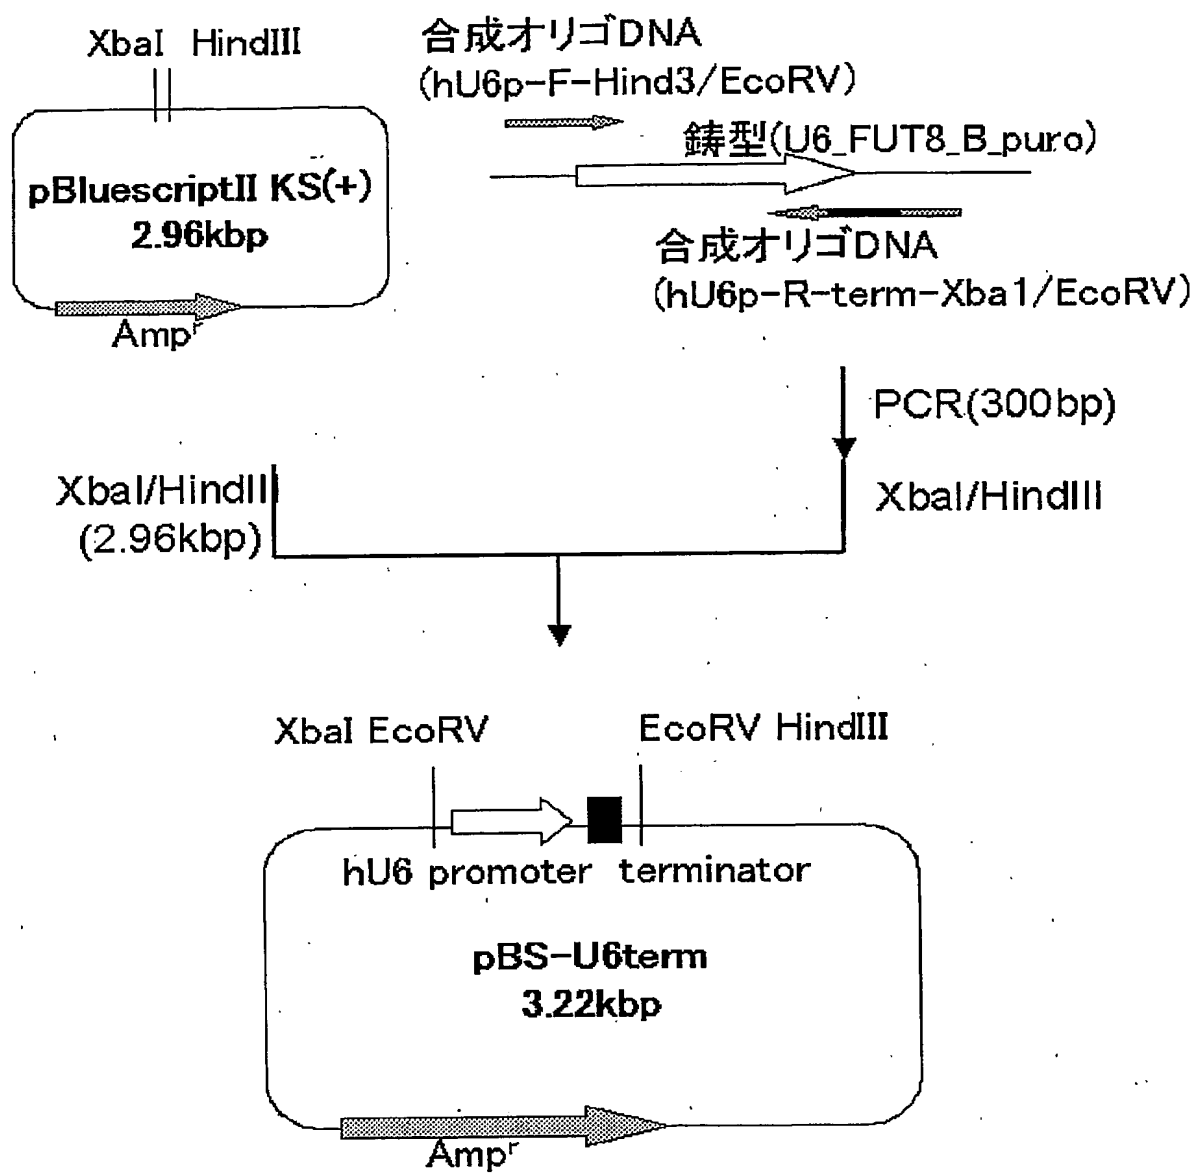 XbaI HindIII
pBluescriptII KS(+)
2.96kbp
Ampr
合成オリゴDNA
(hU6p-F-Hind3/EcoRV)
鋳型(U6_FUT8_B_puro)
合成オリゴDNA
(hU6p-R-term-Xba1/EcoRV)
PCR(300bp)
XbaI/HindIII
(2.96kbp)
XbaI/HindIII
XbaI EcoRV
EcoRV HindIII
hU6 promoter terminator
pBS-U6term
3.22kbp
Ampr